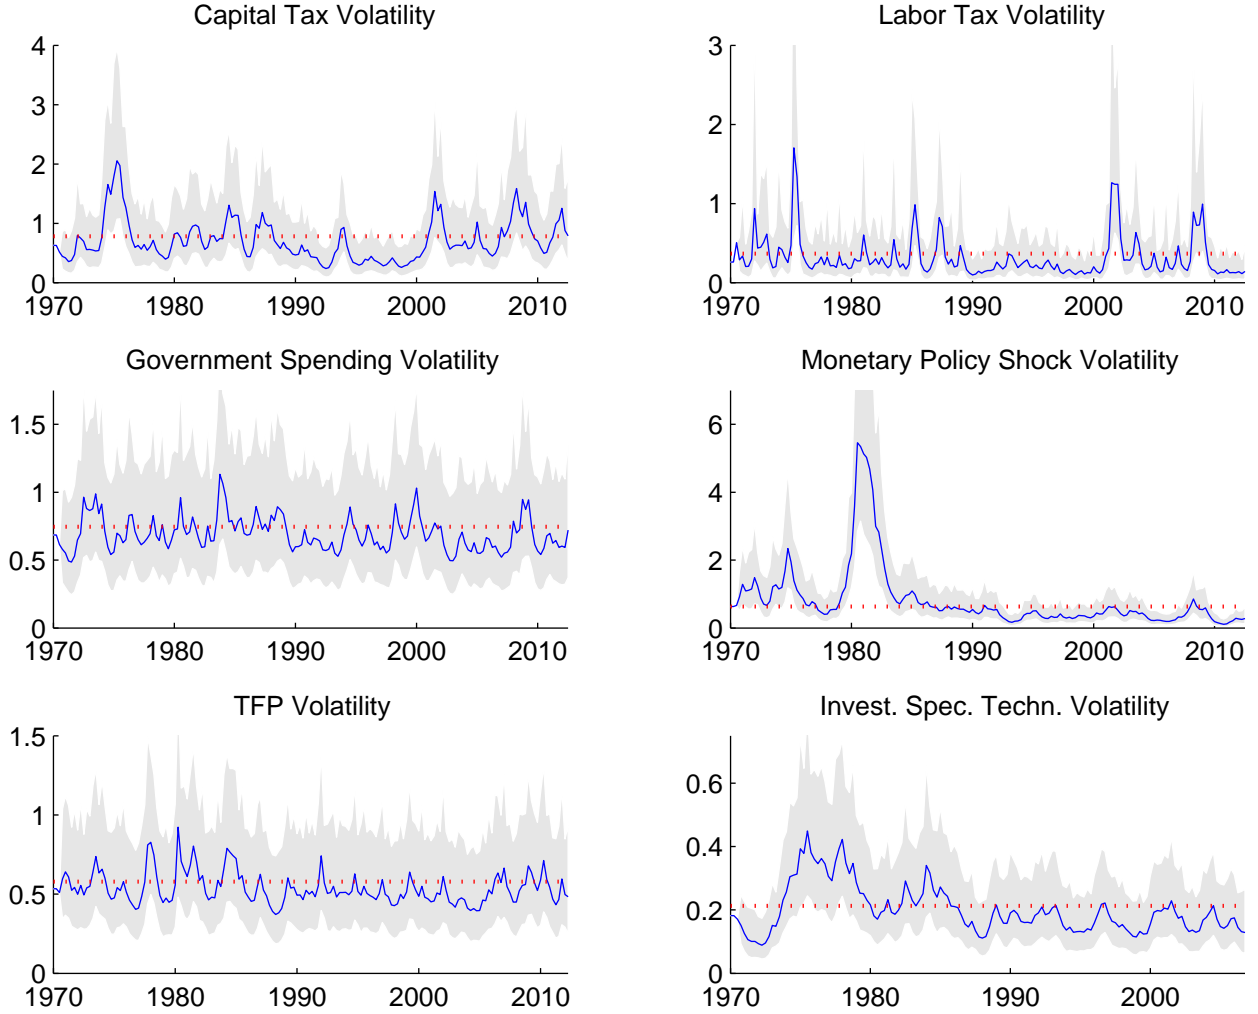 Capital Tax Volatility
4
3
2
1
0
1970 1980 1990 2000 2010
Labor Tax Volatility
3
2
1
0
1970 1980 1990 2000 2010
Government Spending Volatility
1.5
1
0.5
0
1970 1980 1990 2000 2010
Monetary Policy Shock Volatility
6
4
2
0
1970 1980 1990 2000 2010
TFP Volatility
1.5
1
0.5
0
1970 1980 1990 2000 2010
Invest. Spec. Techn. Volatility
0.6
0.4
0.2
0
1970 1980 1990 2000